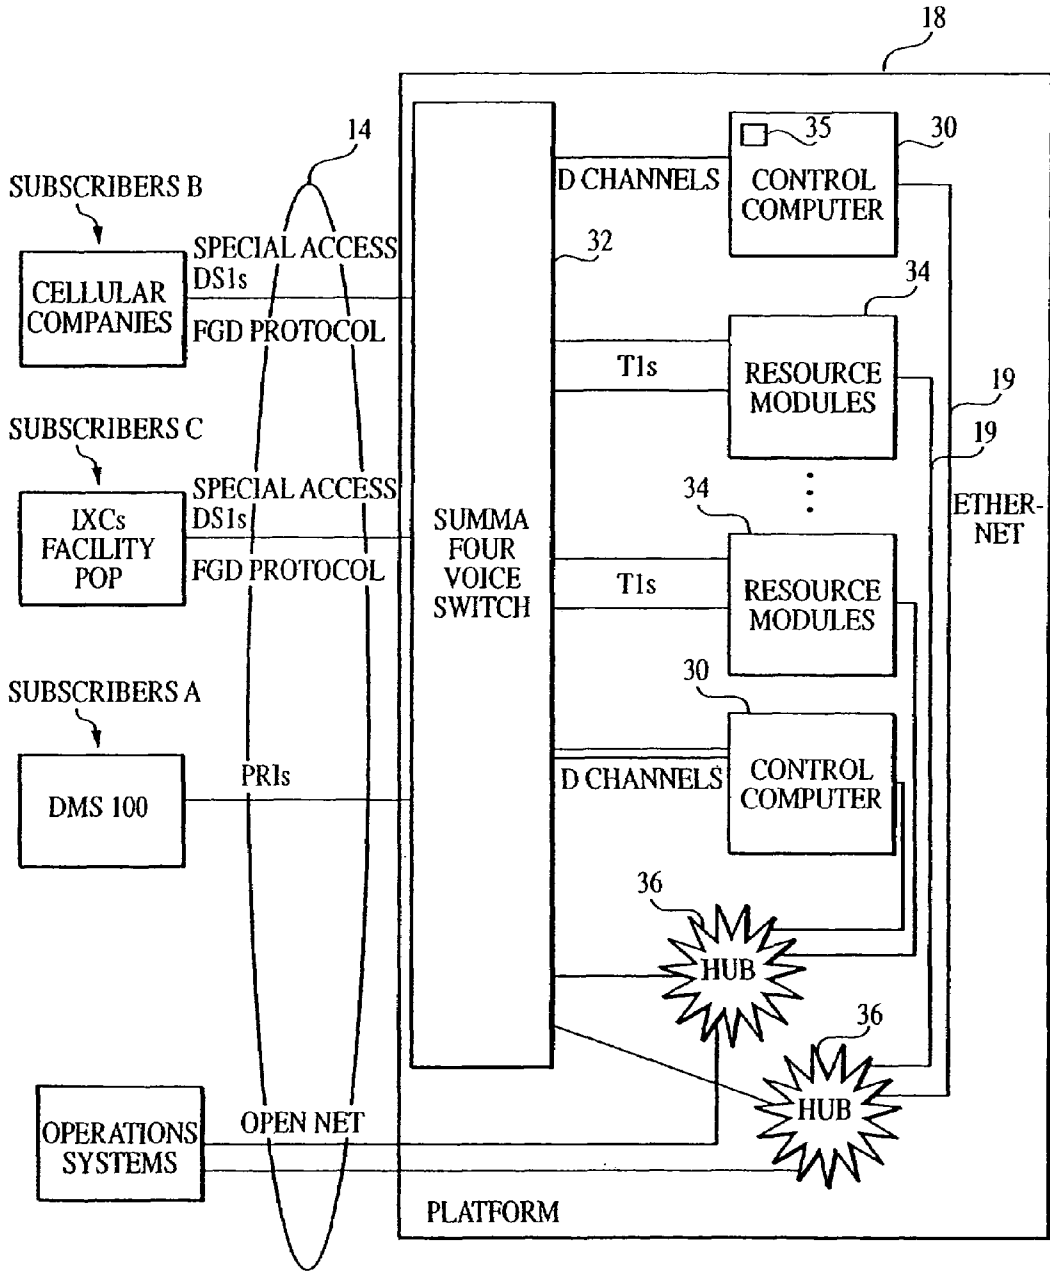 18
14
SUBSCRIBERS B
CELLULAR
COMPANIES
SPECIAL ACCESS
DS1s
FGD PROTOCOL
SUBSCRIBERS C
IXCs
FACILITY
POP
SPECIAL ACCESS
DS1s
FGD PROTOCOL
SUBSCRIBERS A
DMS 100
PRIs
OPERATIONS
SYSTEMS
OPEN NET
SUMMA
FOUR
VOICE
SWITCH
32
D CHANNELS
35
CONTROL
COMPUTER
30
34
T1s
RESOURCE
MODULES
19
19
ETHER-
NET
34
T1s
RESOURCE
MODULES
30
D CHANNELS
CONTROL
COMPUTER
36
HUB
36
HUB
PLATFORM